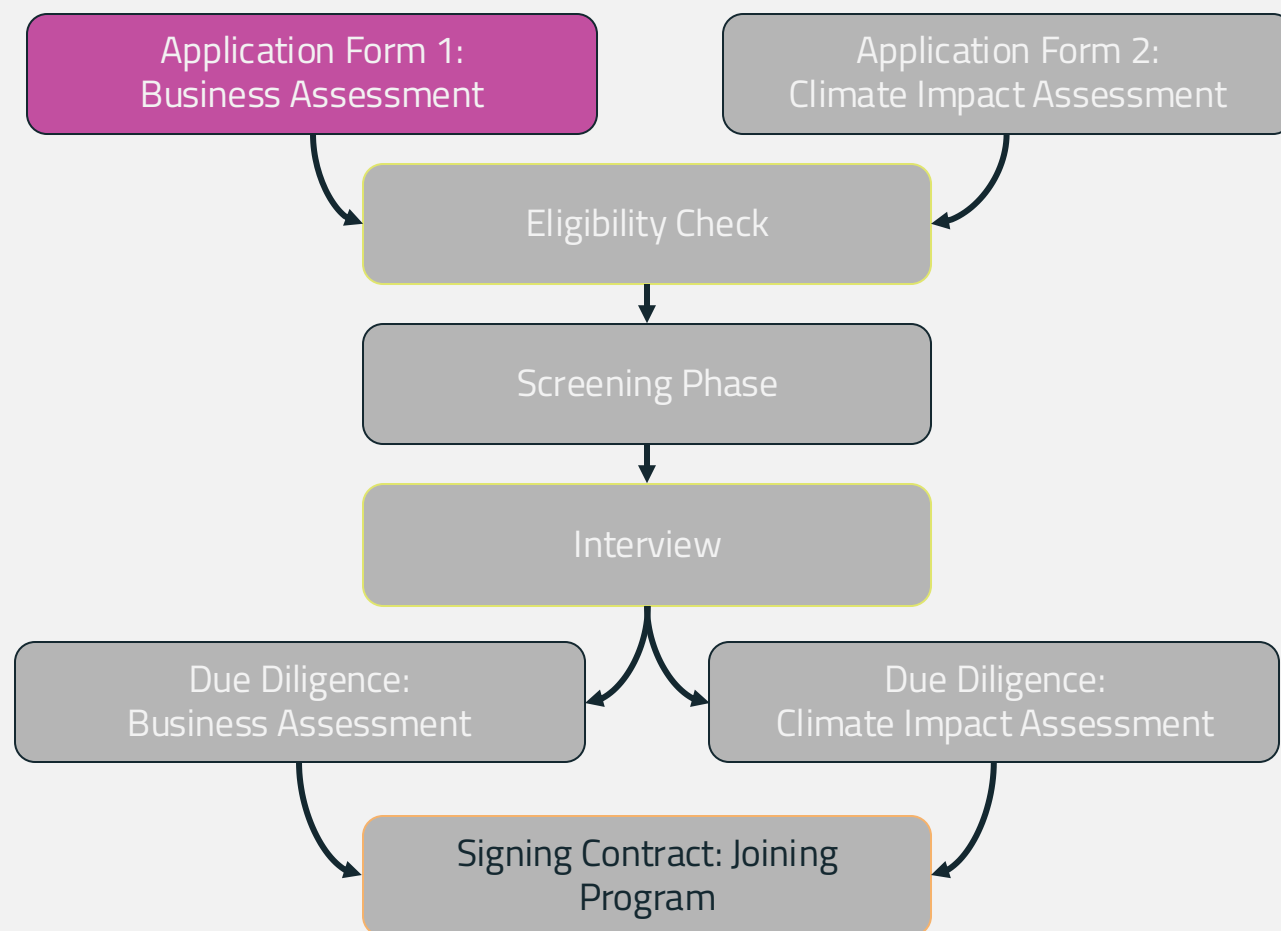 Application Form 1:
Business Assessment
Application Form 2:
Climate Impact Assessment
Eligibility Check
Screening Phase
Interview
Due Diligence:
Business Assessment
Due Diligence:
Climate Impact Assessment
Signing Contract: Joining
Program